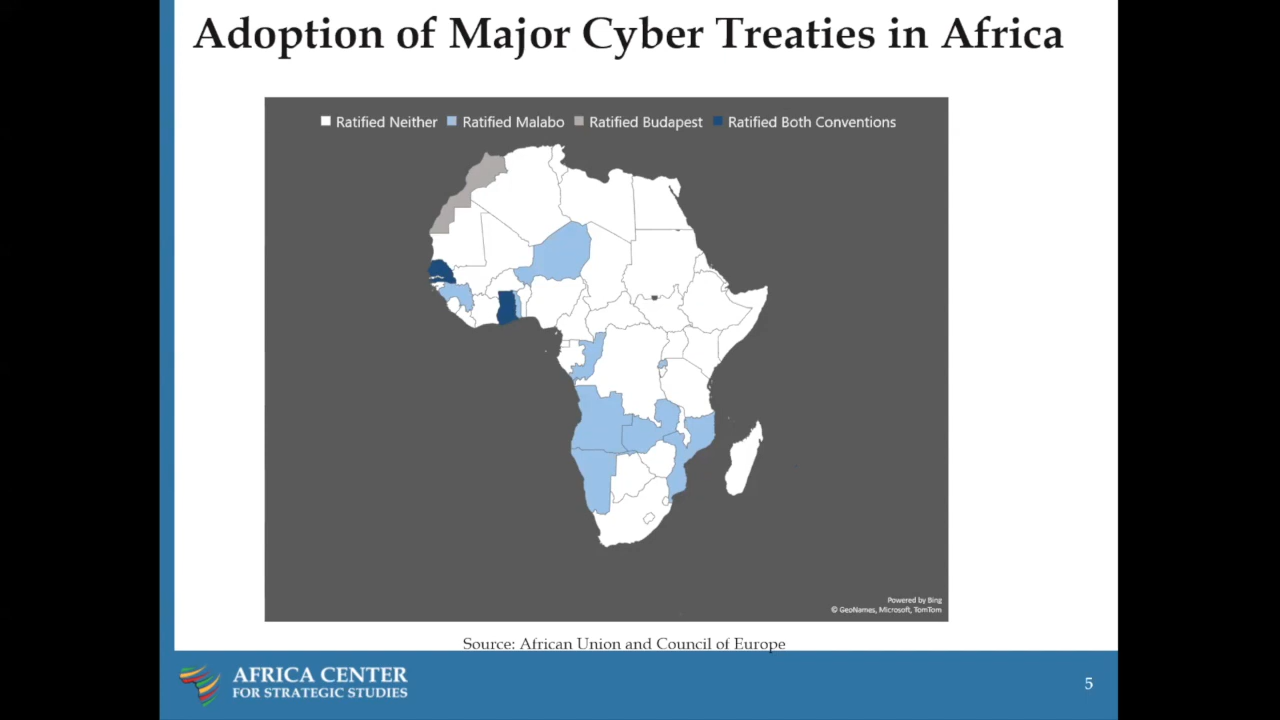 Adoption of Major Cyber Treaties in Africa
Ratified Neither Ratified Malabo Ratified Budapest Ratified Both Conventions
Powered by Bing
© GeoNames, Microsoft, TomTom
Source: African Union and Council of Europe
AFRICA CENTER
FOR STRATEGIC STUDIES
5